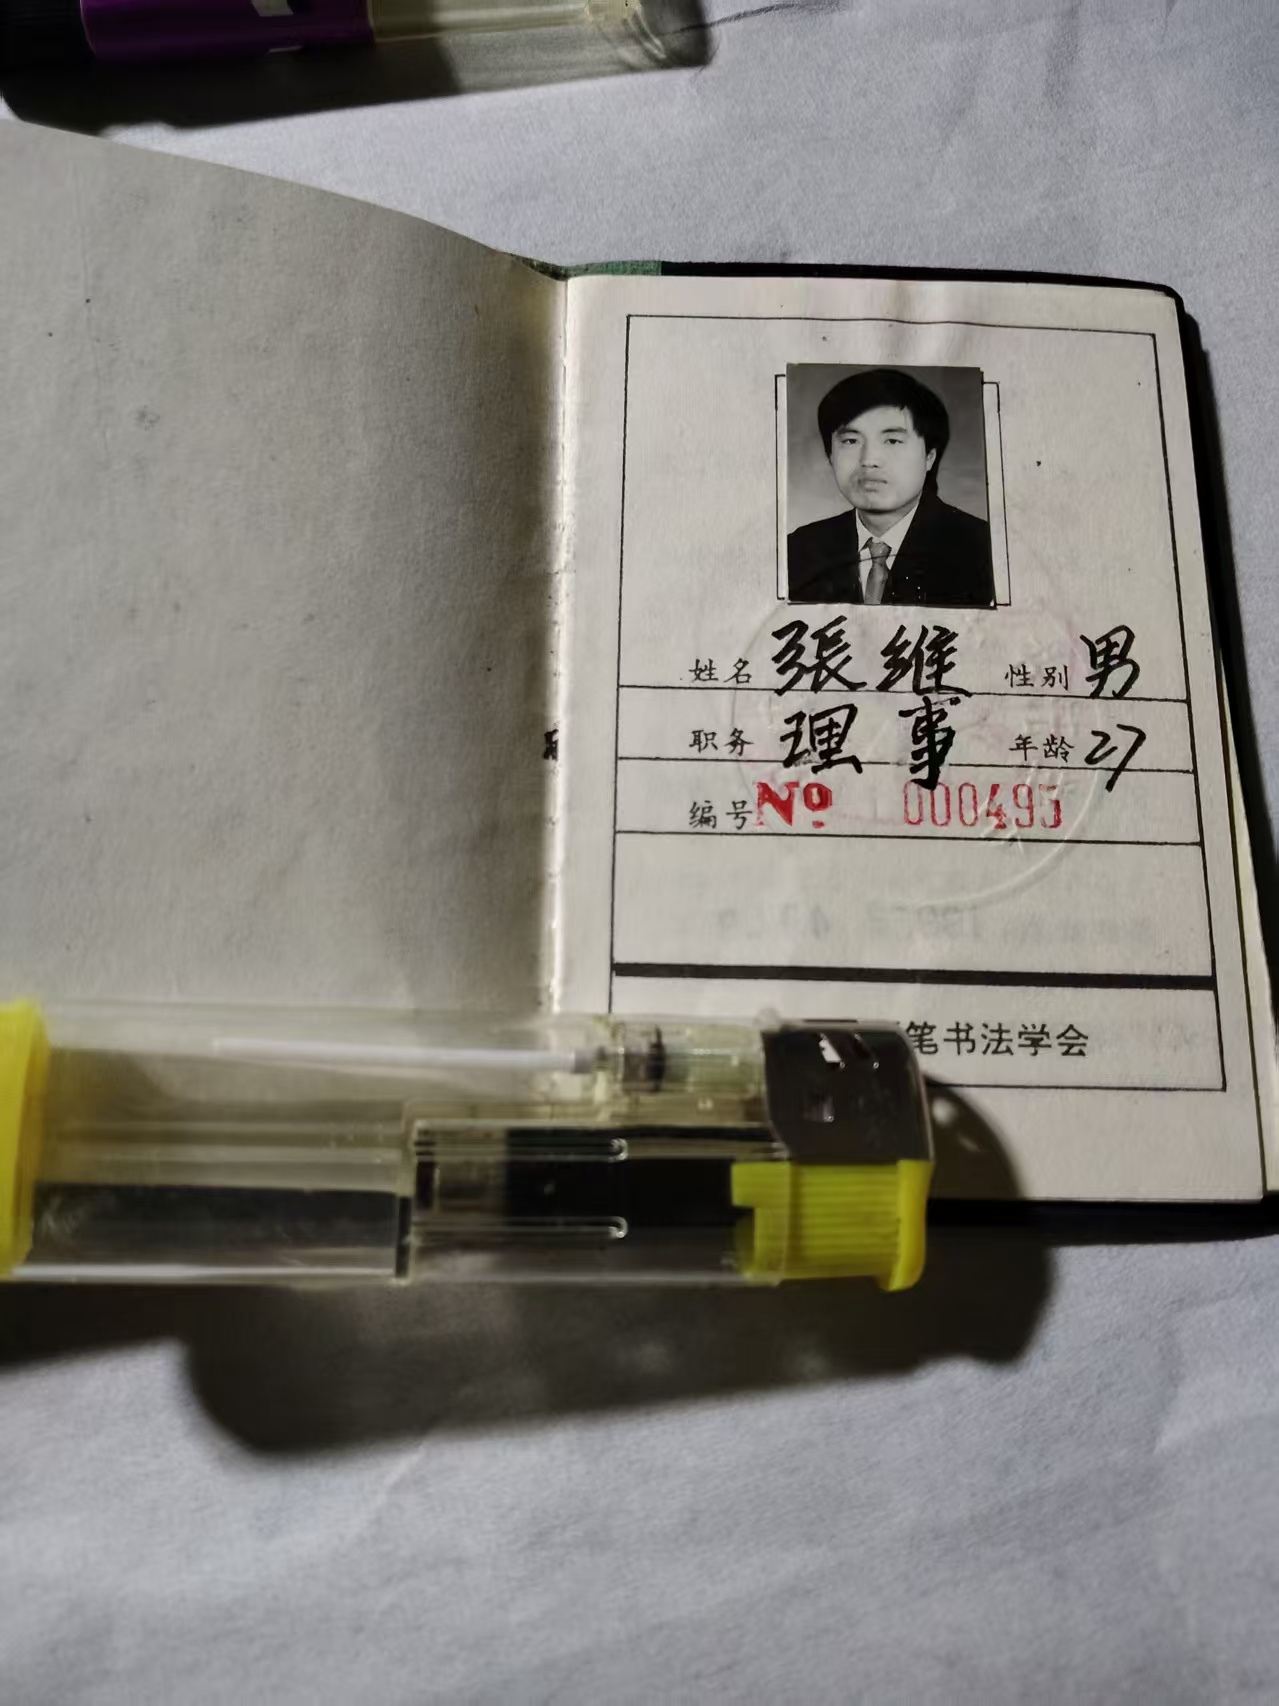 姓名 張維 性别 男
职务 理事 年龄 27
编号 Nº 000495
笔书法学会